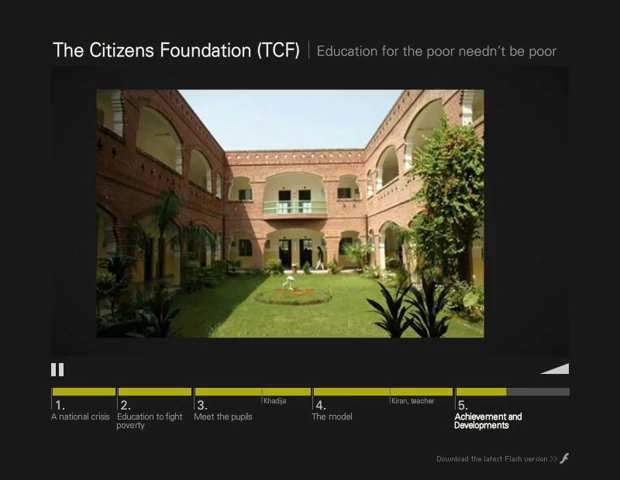 The Citizens Foundation (TCF) | Education for the poor needn't be poor
Khadija
Kiran, teacher
1.
A national crisis
2.
Education to fight
poverty
3.
Meet the pupils
4.
The model
5.
Achievement and
Developments
Download the latest Flash version >>